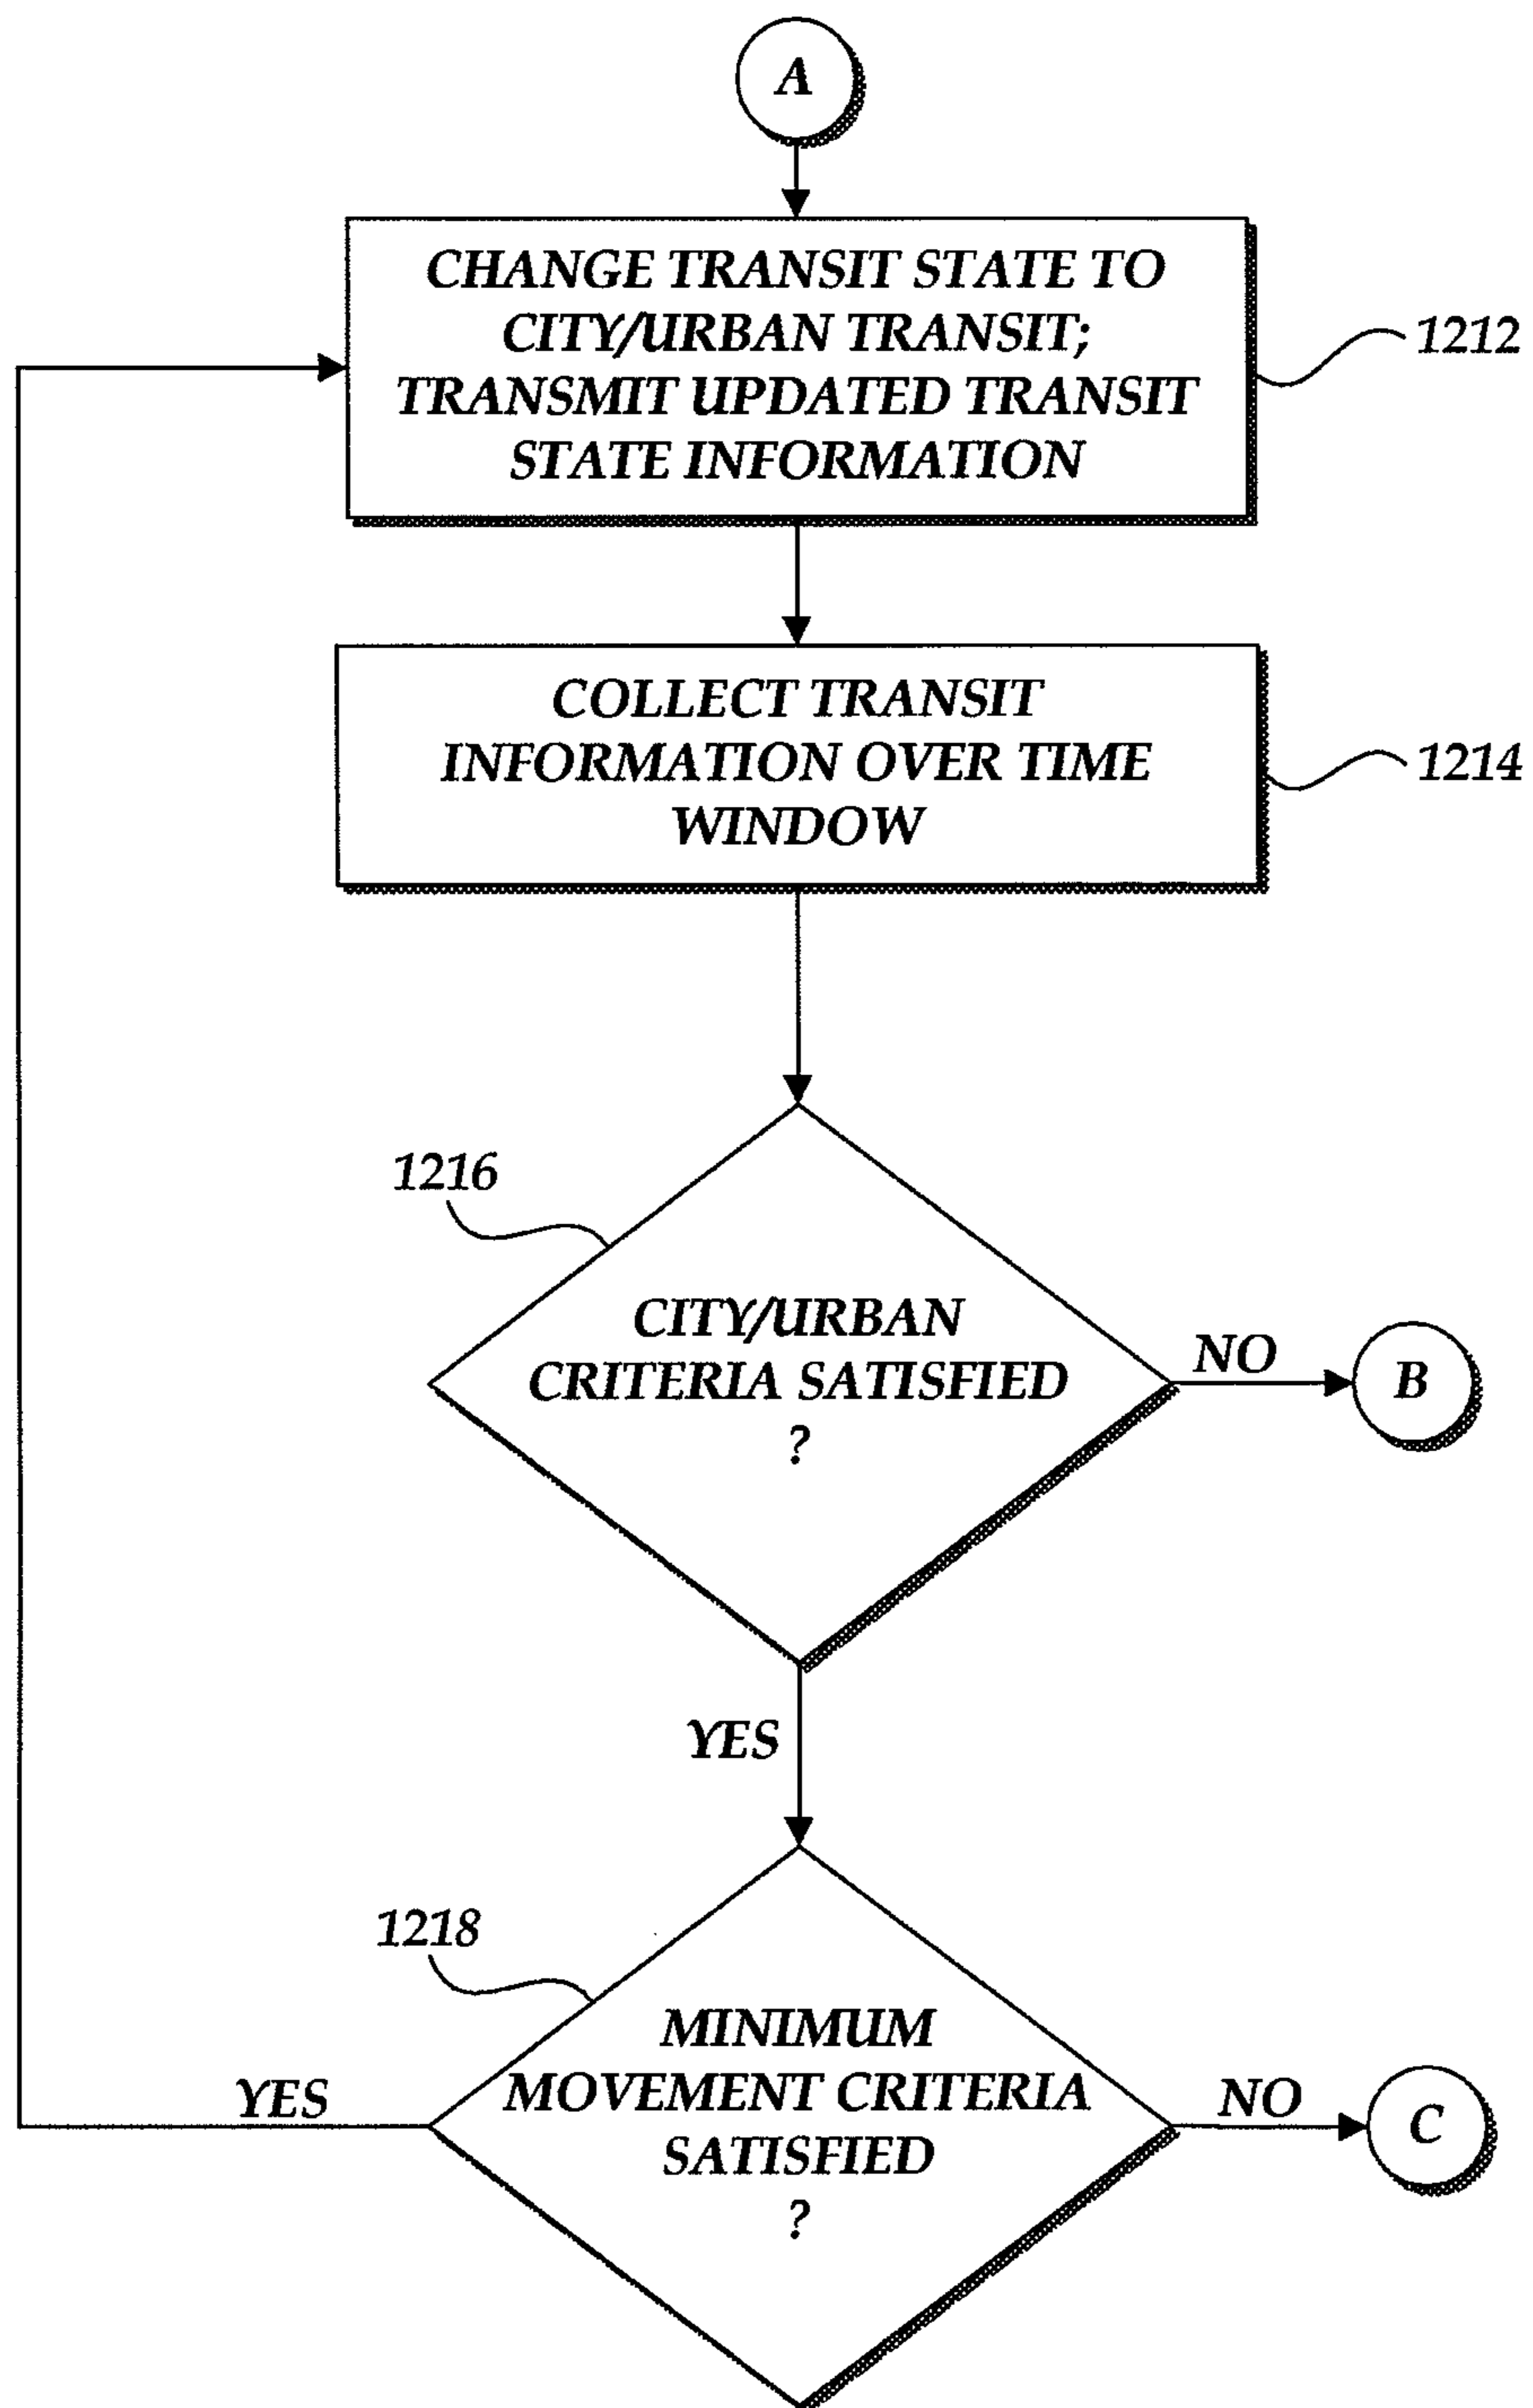 A
CHANGE TRANSIT STATE TO
CITY/URBAN TRANSIT;
TRANSMIT UPDATED TRANSIT
STATE INFORMATION
1212
COLLECT TRANSIT
INFORMATION OVER TIME
WINDOW
1214
1216
CITY/URBAN
CRITERIA SATISFIED
?
NO
B
YES
1218
MINIMUM
MOVEMENT CRITERIA
SATISFIED
?
YES
NO
C